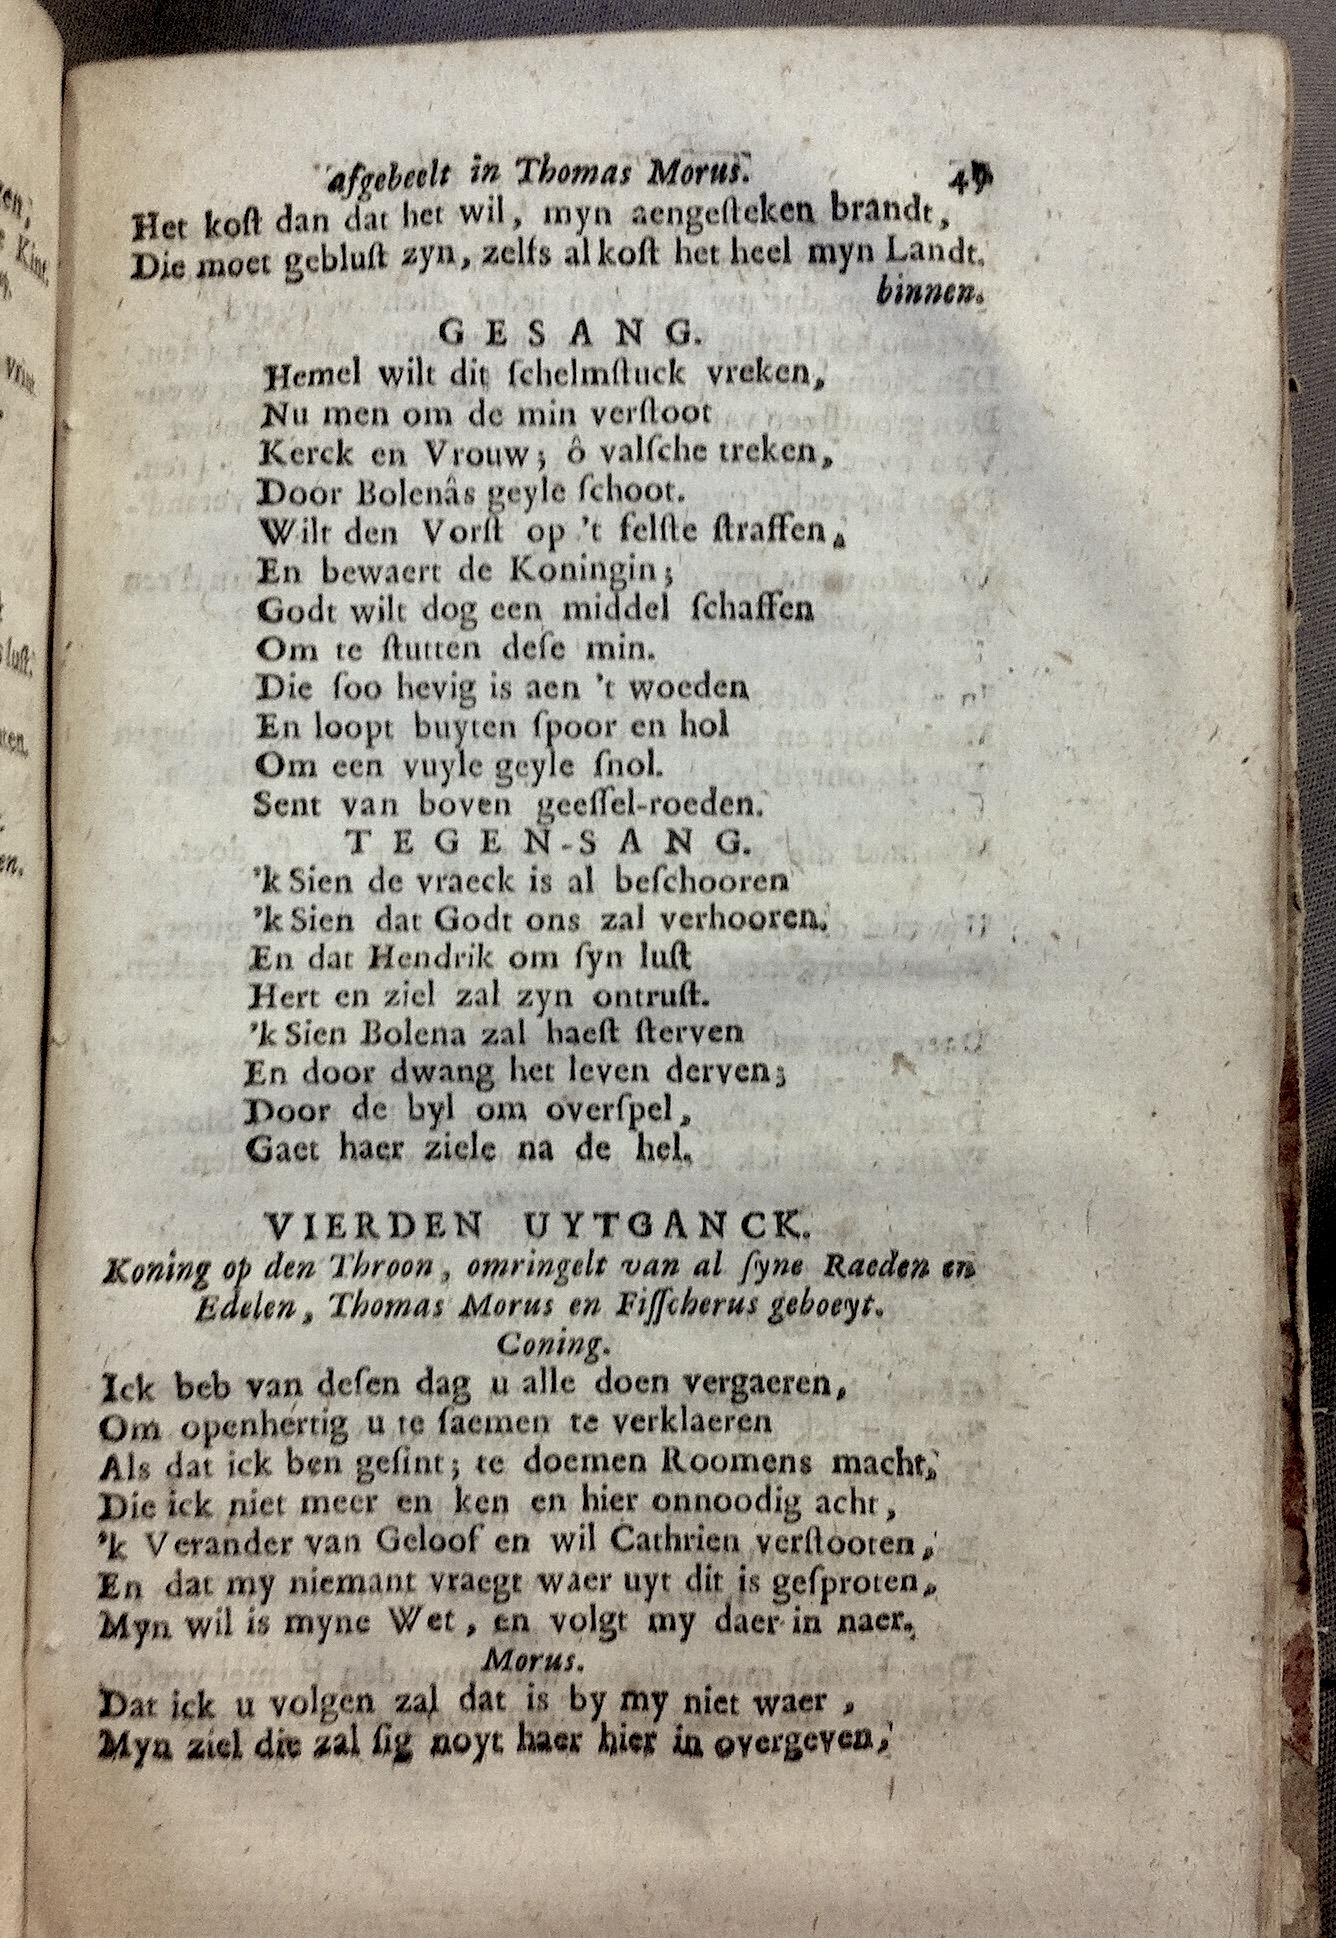 afgebeelt in Thomas Morus. 49
Het koſt dan dat het wil, myn aengeſteken brandt,
Die moet gebluſt zyn, zelfs al koſt het heel myn Landt.
binnen.
GESANG.
Hemel wilt dit ſchelmſtuck vreken,
Nu men om de min verſtoot
Kerck en Vrouw; ô valſche treken,
Door Bolenâs geyle ſchoot.
Wilt den Vorſt op 't felſte ſtraffen,
En bewaert de Koningin;
Godt wilt dog een middel ſchaffen
Om te ſtutten deſe min.
Die ſoo hevig is aen 't woeden
En loopt buyten ſpoor en hol
Om een vuyle geyle ſnol.
Sent van boven geeſſel-roeden.
TEGEN-SANG.
'k Sien de vraeck is al beſchooren
'k Sien dat Godt ons zal verhooren.
En dat Hendrik om ſyn luſt
Hert en ziel zal zyn ontruſt.
'k Sien Bolena zal haeſt ſterven
En door dwang het leven derven;
Door de byl om overſpel,
Gaet haer ziele na de hel.
VIERDEN UYTGANCK.
Koning op den Throon, omringelt van al ſyne Raeden en
Edelen, Thomas Morus en Fiſſcherus geboeyt.
Coning.
Ick beb van deſen dag u alle doen vergaeren,
Om openhertig u te ſaemen te verklaeren
Als dat ick ben geſint; te doemen Roomens macht,
Die ick niet meer en ken en hier onnoodig acht,
'k Verander van Geloof en wil Cathrien verſtooten,
En dat my niemant vraegt waer uyt dit is geſproten,
Myn wil is myne Wet, en volgt my daer in naer.
Morus.
Dat ick u volgen zal dat is by my niet waer,
Myn ziel die zal ſig noyt haer hier in overgeven,